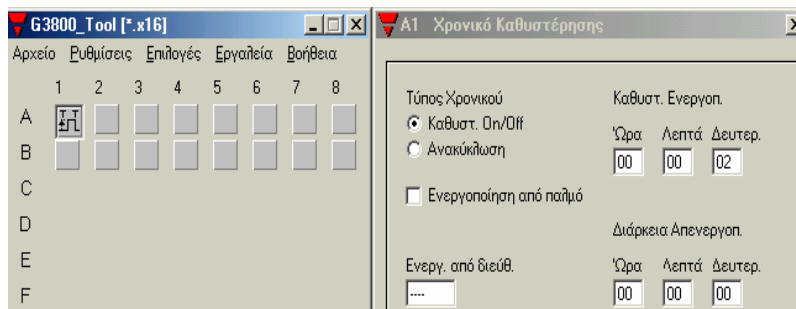 G3800_Tool [*.x16]
Αρχείο Ρυθμίσεις Επιλογές Εργαλεία Βοήθεια
1 2 3 4 5 6 7 8
A
B
C
D
E
F
A1 Χρονικό Καθυστέρησης
Τύπος Χρονικού
Καθυστ. On/Off
Ανακύκλωση
Ενεργοποίηση από παλμό
Ενεργ. από διεύθ.
----
Καθυστ. Ενεργοπ.
Ώρα Λεπτά Δευτερ.
00 00 02
Διάρκεια Απενεργοπ.
Ώρα Λεπτά Δευτερ.
00 00 00